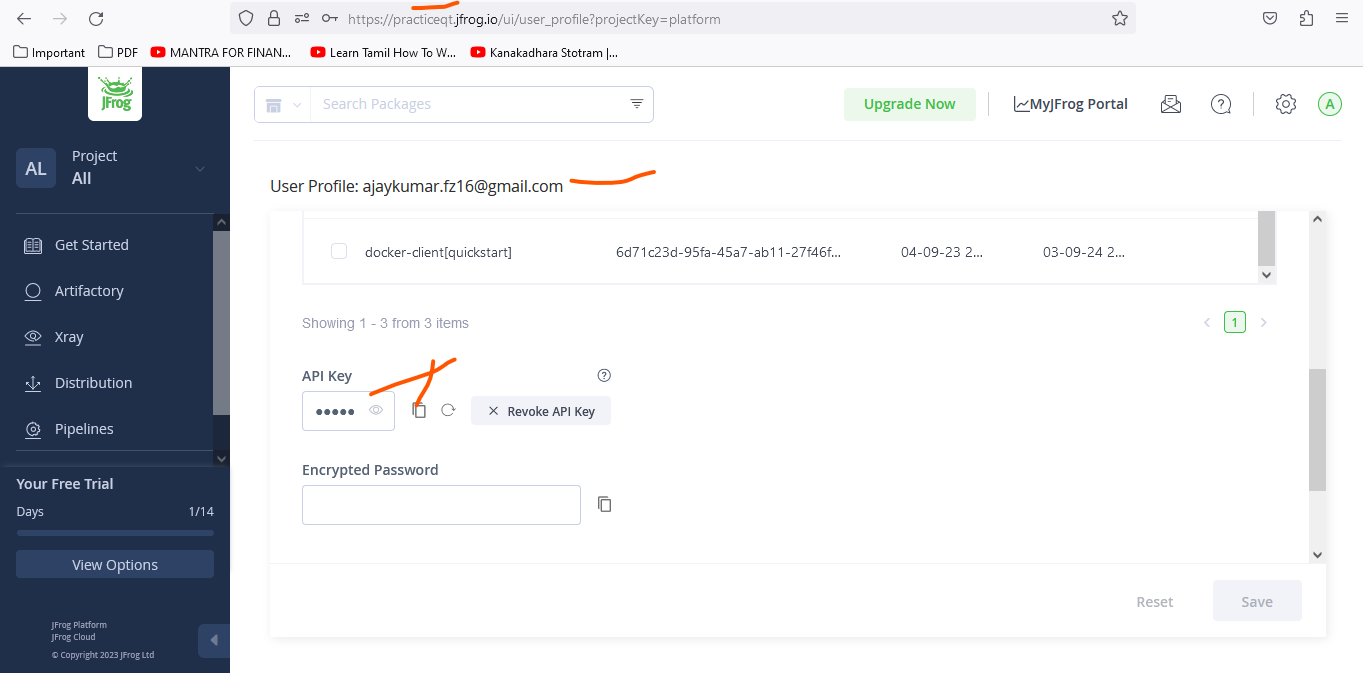 https://practiceqt.jfrog.io/ui/user_profile?projectKey=platform
Important PDF MANTRA FOR FINAN... Learn Tamil How To W... Kanakadhara Stotram |...
JFrog
Search Packages
Upgrade Now
MyJFrog Portal
A
AL
Project
All
Get Started
Artifactory
Xray
Distribution
Pipelines
Your Free Trial
Days 1/14
View Options
JFrog Platform
JFrog Cloud
© Copyright 2023 JFrog Ltd
User Profile: ajaykumar.fz16@gmail.com
docker-client[quickstart] 6d71c23d-95fa-45a7-ab11-27f46f... 04-09-23 2... 03-09-24 2...
Showing 1 - 3 from 3 items
1
API Key
Revoke API Key
Encrypted Password
Reset
Save